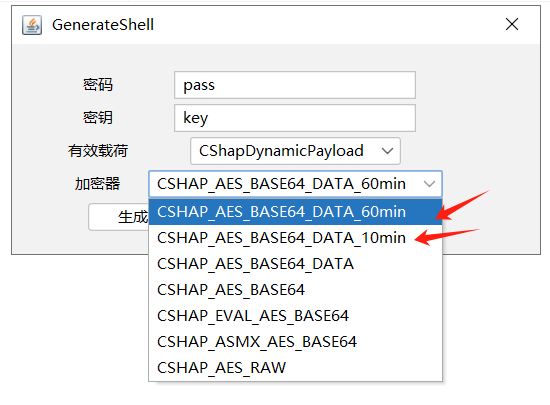 GenerateShell
密码
pass
密钥
key
有效载荷
CShapDynamicPayload
加密器
CSHAP_AES_BASE64_DATA_60min
生成
CSHAP_AES_BASE64_DATA_60min
CSHAP_AES_BASE64_DATA_10min
CSHAP_AES_BASE64_DATA
CSHAP_AES_BASE64
CSHAP_EVAL_AES_BASE64
CSHAP_ASMX_AES_BASE64
CSHAP_AES_RAW